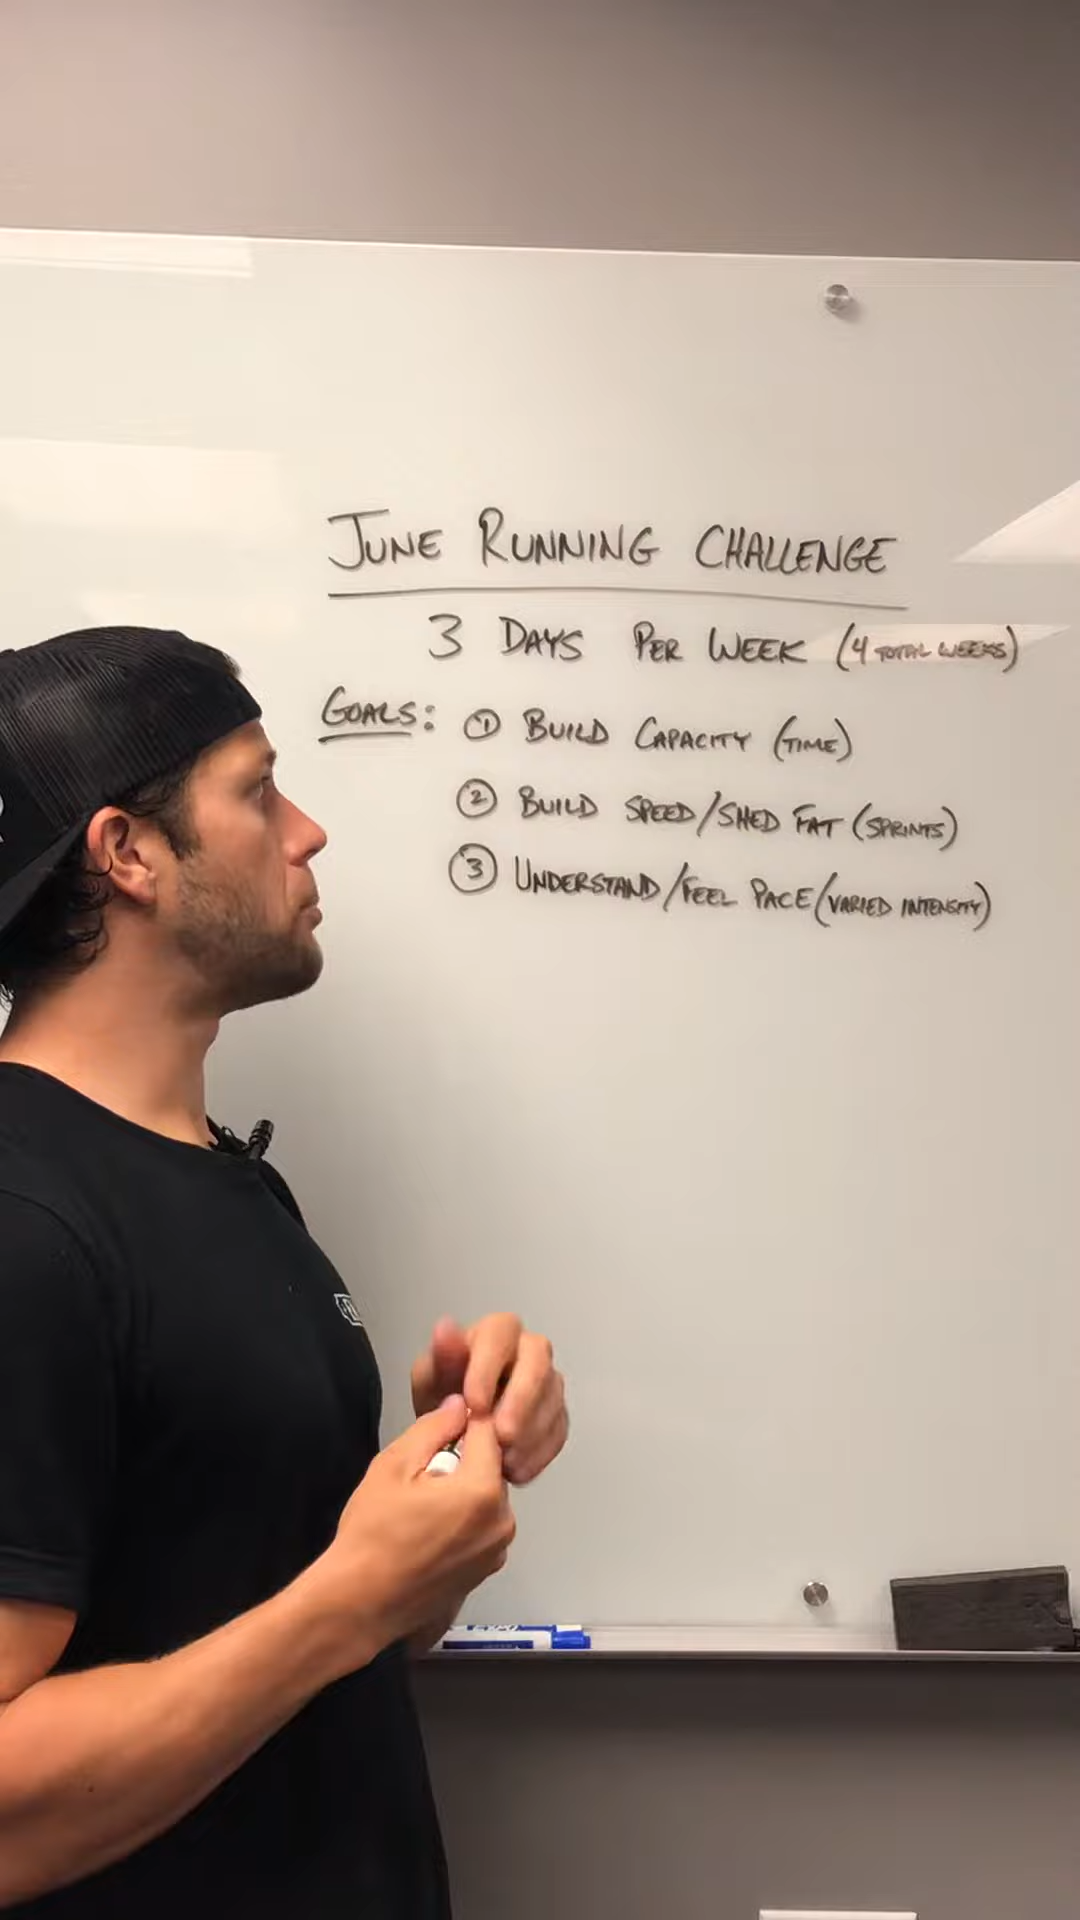 JUNE RUNNING CHALLENGE
3 DAYS PER WEEK (4 TOTAL WEEKS)
GOALS: ① BUILD CAPACITY (TIME)
② BUILD SPEED/SHED FAT (SPRINTS)
③ UNDERSTAND/FEEL PACE (VARIED INTENSITY)
EXPO